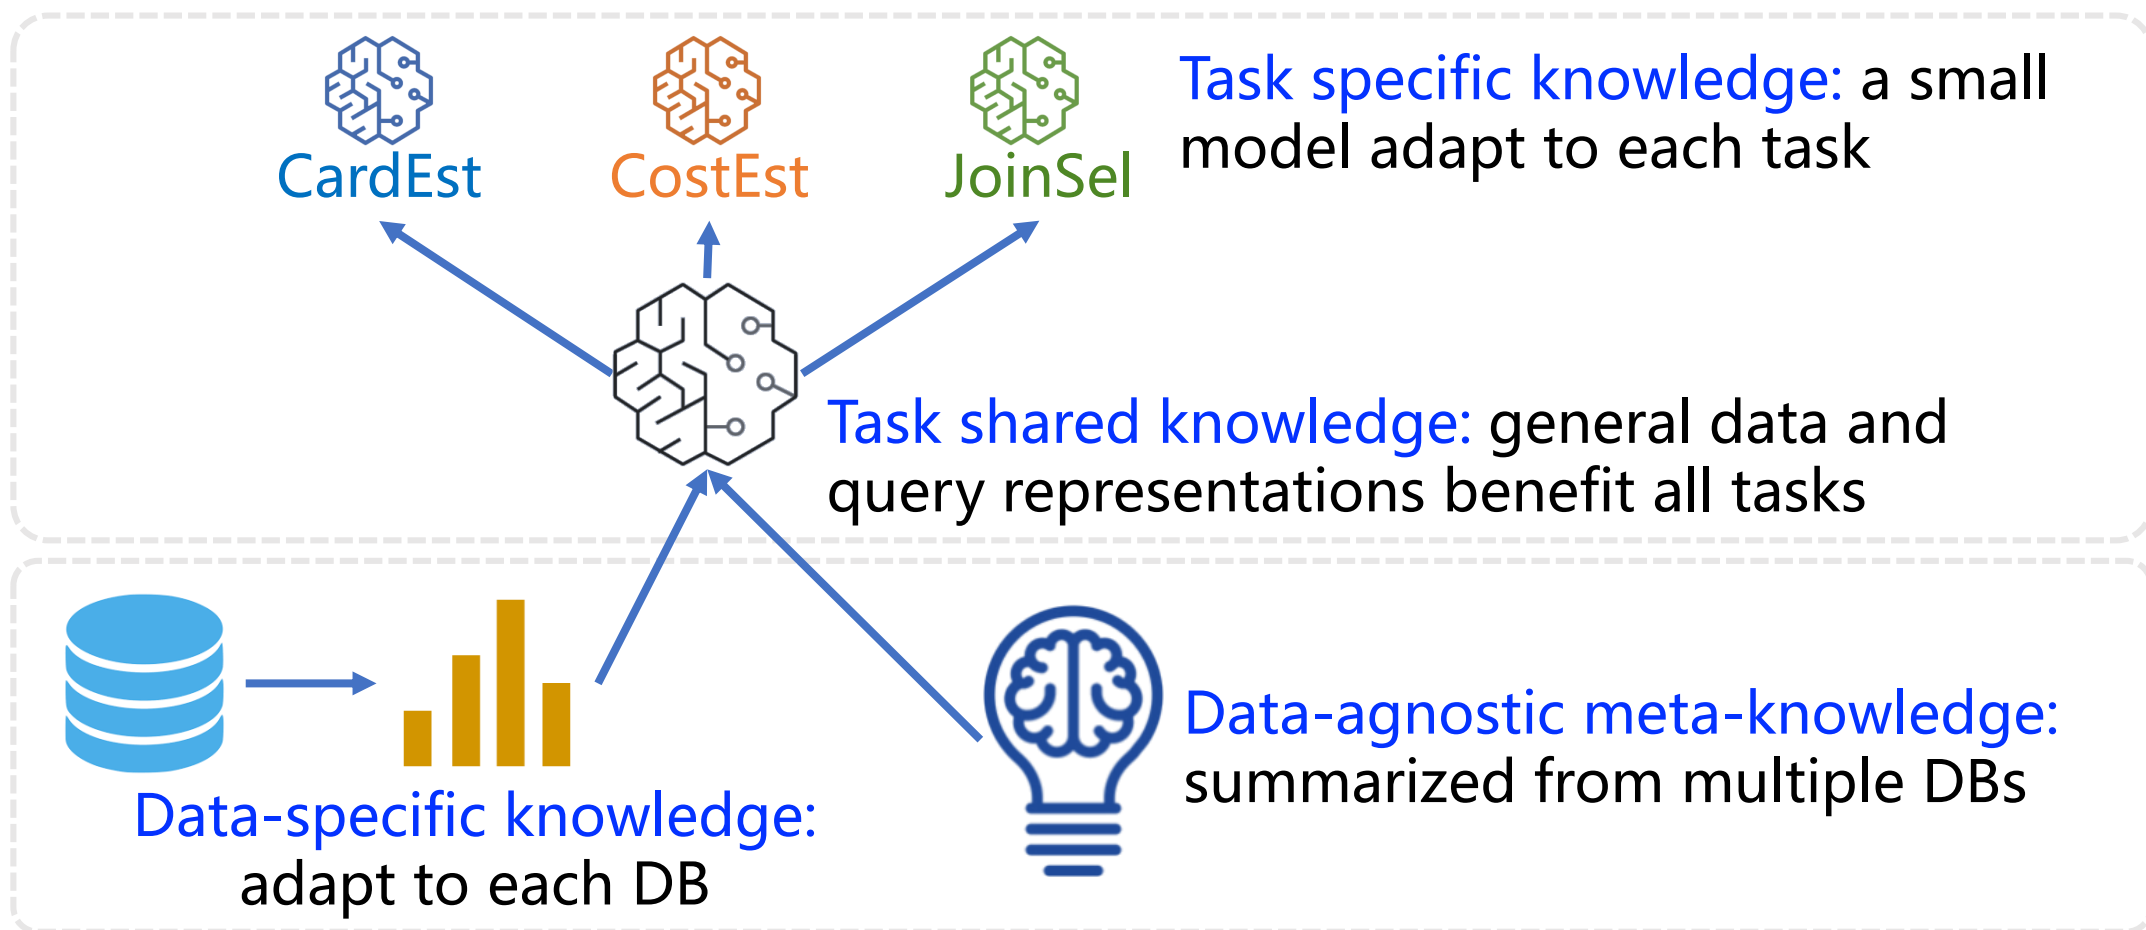 CardEst
CostEst
JoinSel
Task specific knowledge: a small
model adapt to each task
Task shared knowledge: general data and
query representations benefit all tasks
Data-specific knowledge:
adapt to each DB
Data-agnostic meta-knowledge:
summarized from multiple DBs